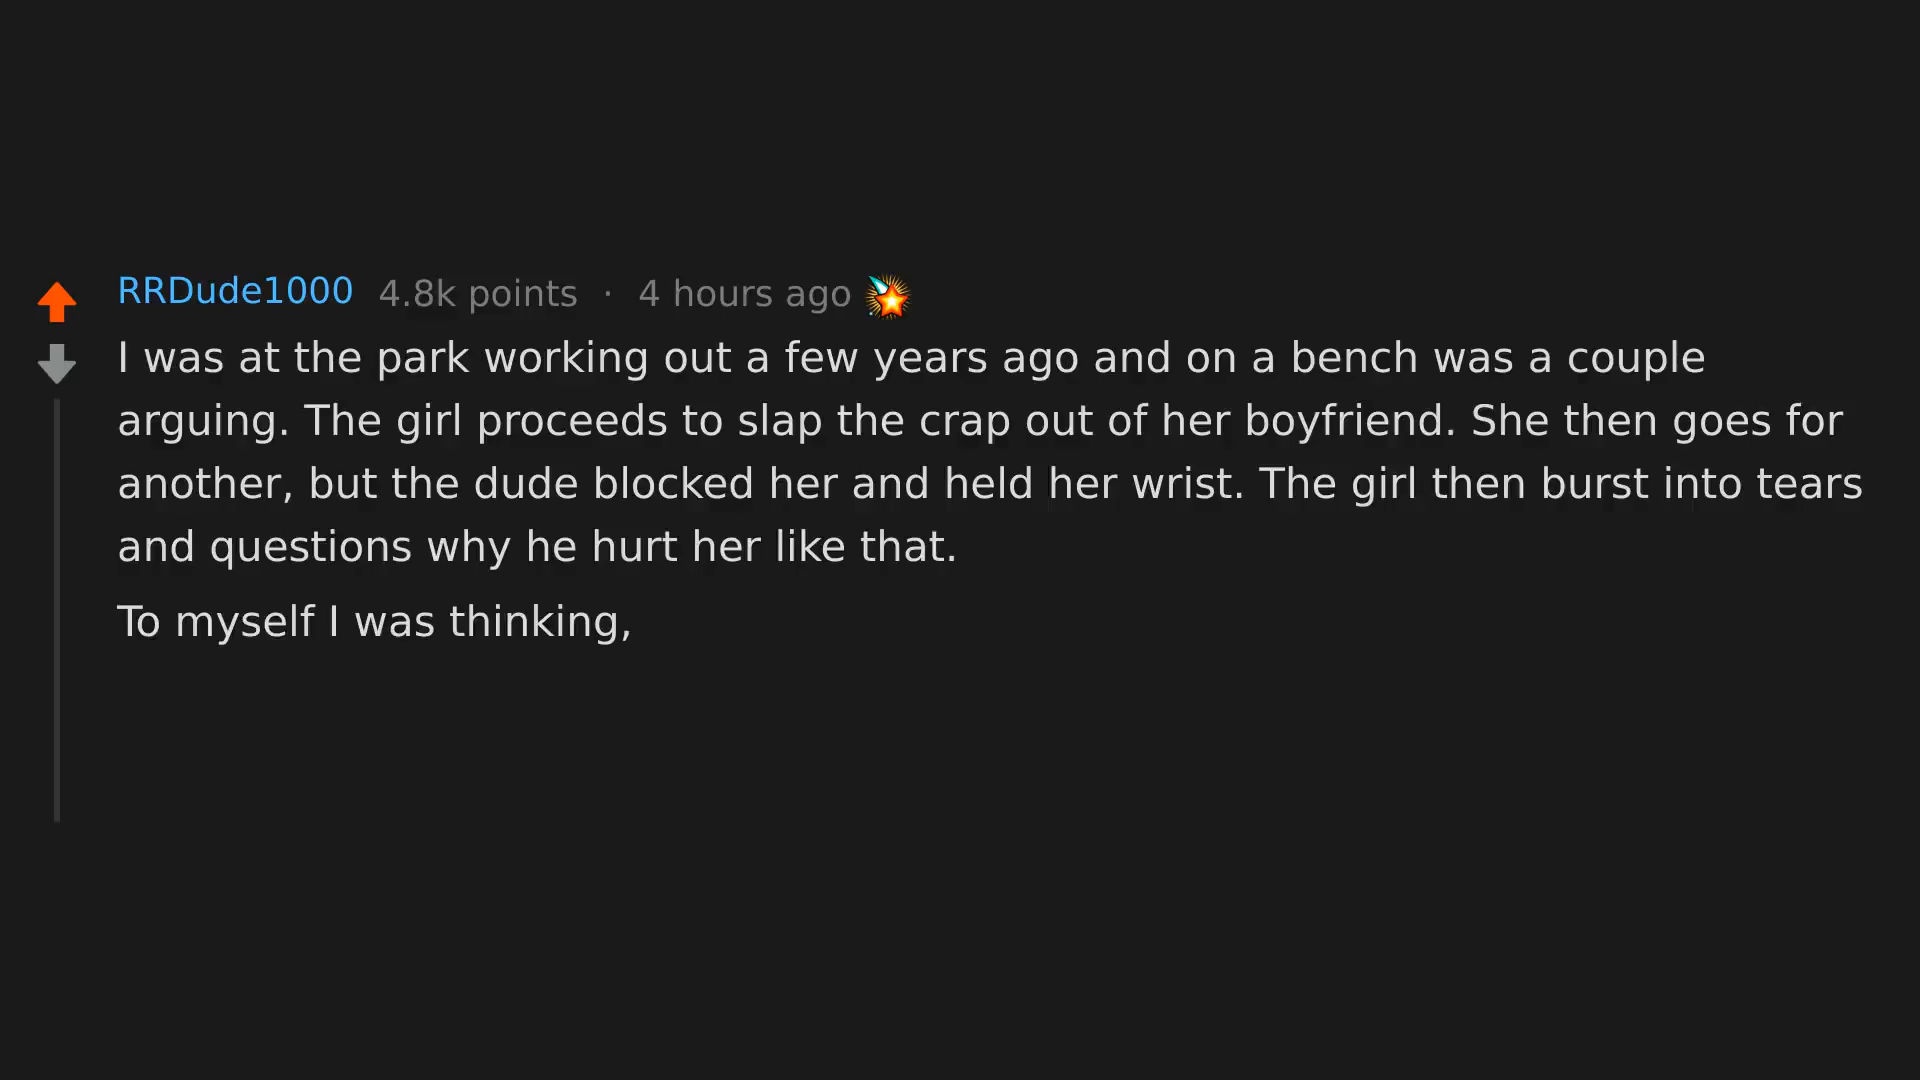 RRDude1000 4.8k points · 4 hours ago
I was at the park working out a few years ago and on a bench was a couple
arguing. The girl proceeds to slap the crap out of her boyfriend. She then goes for
another, but the dude blocked her and held her wrist. The girl then burst into tears
and questions why he hurt her like that.
To myself I was thinking,